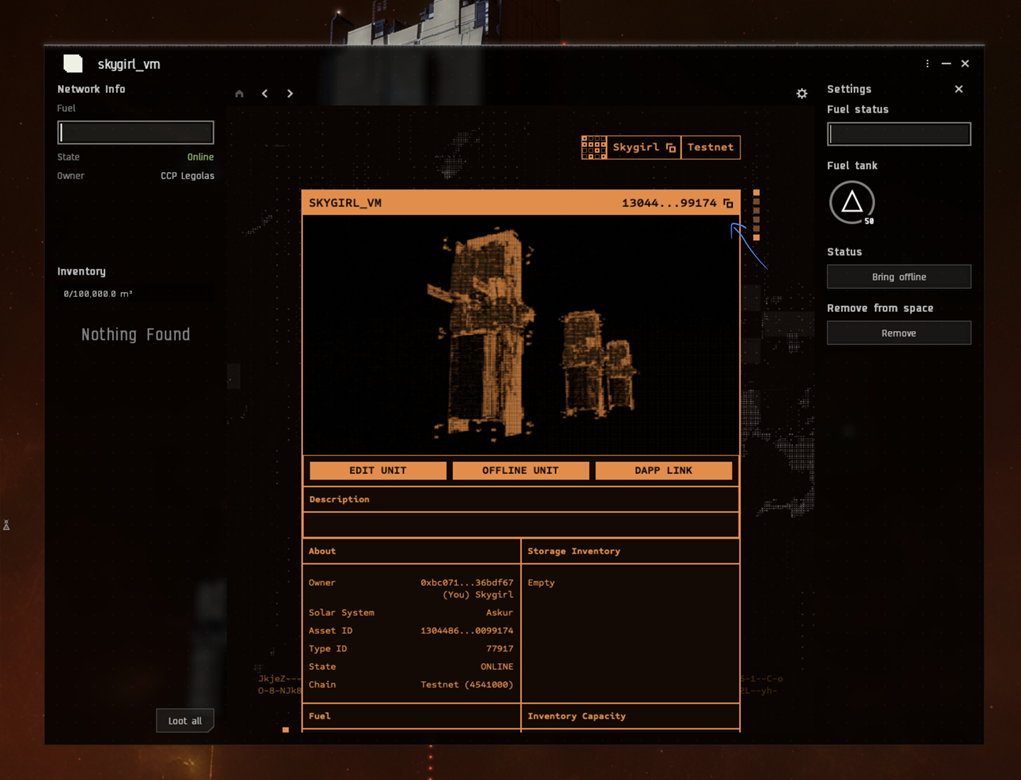 skygirl_vm
Network Info
Fuel
State Online
Owner CCP Legolas
Inventory
0/100,000.0 m³
Nothing Found
Loot all
Skygirl Testnet
SKYGIRL_VM 13044...99174
EDIT UNIT OFFLINE UNIT DAPP LINK
Description
About
Owner 0xbc071...36bdf67
(You) Skygirl
Solar System Askur
Asset ID 1304486...0099174
Type ID 77917
State ONLINE
Chain Testnet (4541000)
Storage Inventory
Empty
Fuel
Inventory Capacity
JkjeZ---
O-8-NJk8
Settings
Fuel status
Fuel tank
50
Status
Bring offline
Remove from space
Remove